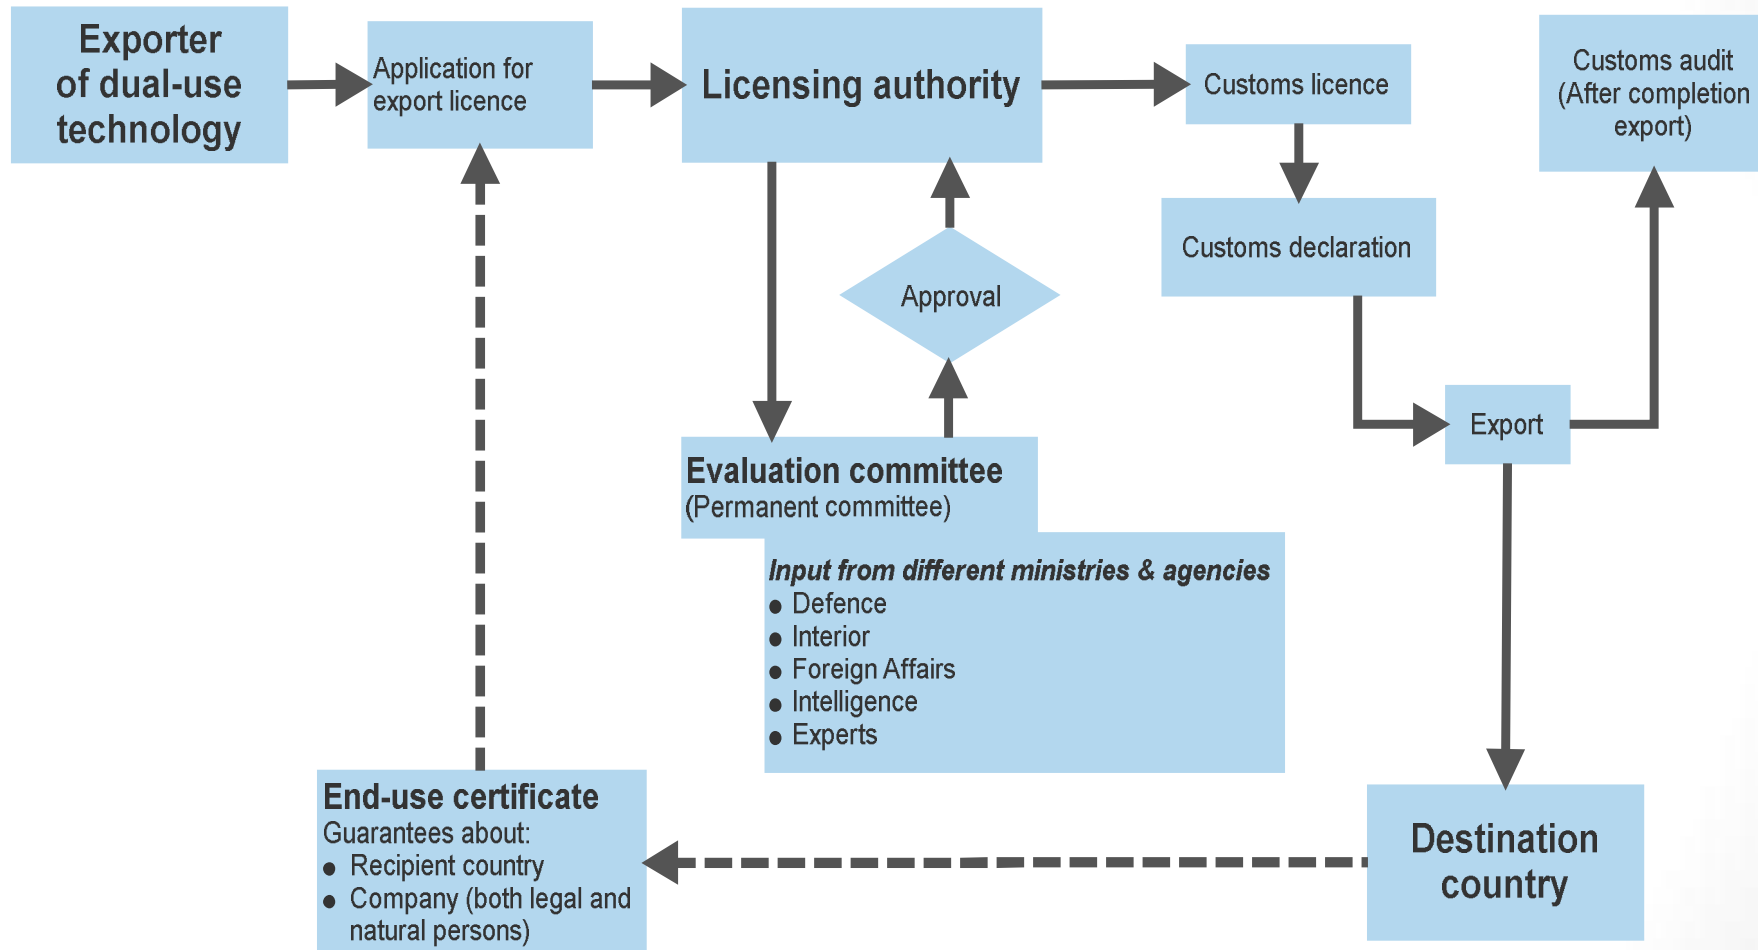 Exporter
of dual-use
technology
Application for
export licence
Licensing authority
Customs licence
Customs audit
(After completion
export)
Customs declaration
Approval
Export
Evaluation committee
(Permanent committee)
Input from different ministries & agencies
● Defence
● Interior
● Foreign Affairs
● Intelligence
● Experts
End-use certificate
Guarantees about:
● Recipient country
● Company (both legal and
natural persons)
Destination
country